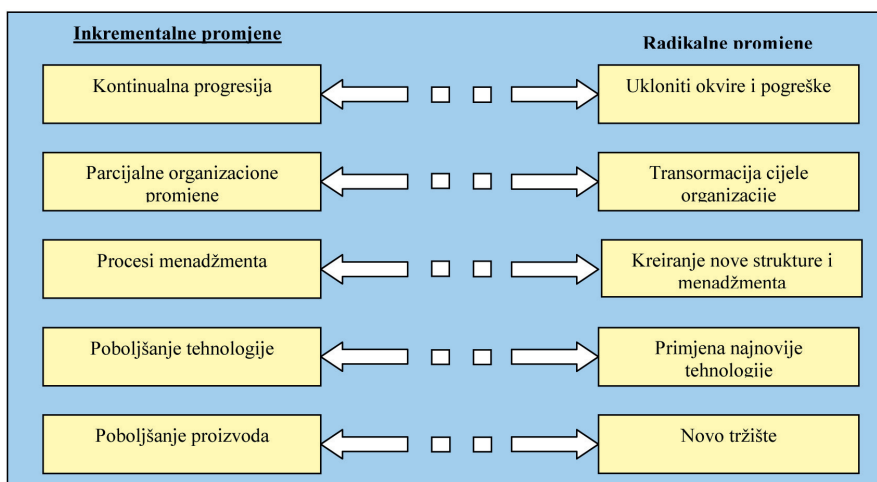 Inkrementalne promjene
Radikalne promjene
Kontinualna progresija
Ukloniti okvire i pogreške
Parcijalne organizacione
promjene
Transormacija cijele
organizacije
Procesi menadžmenta
Kreiranje nove strukture i
menadžmenta
Poboljšanje tehnologije
Primjena najnovije
tehnologije
Poboljšanje proizvoda
Novo tržište